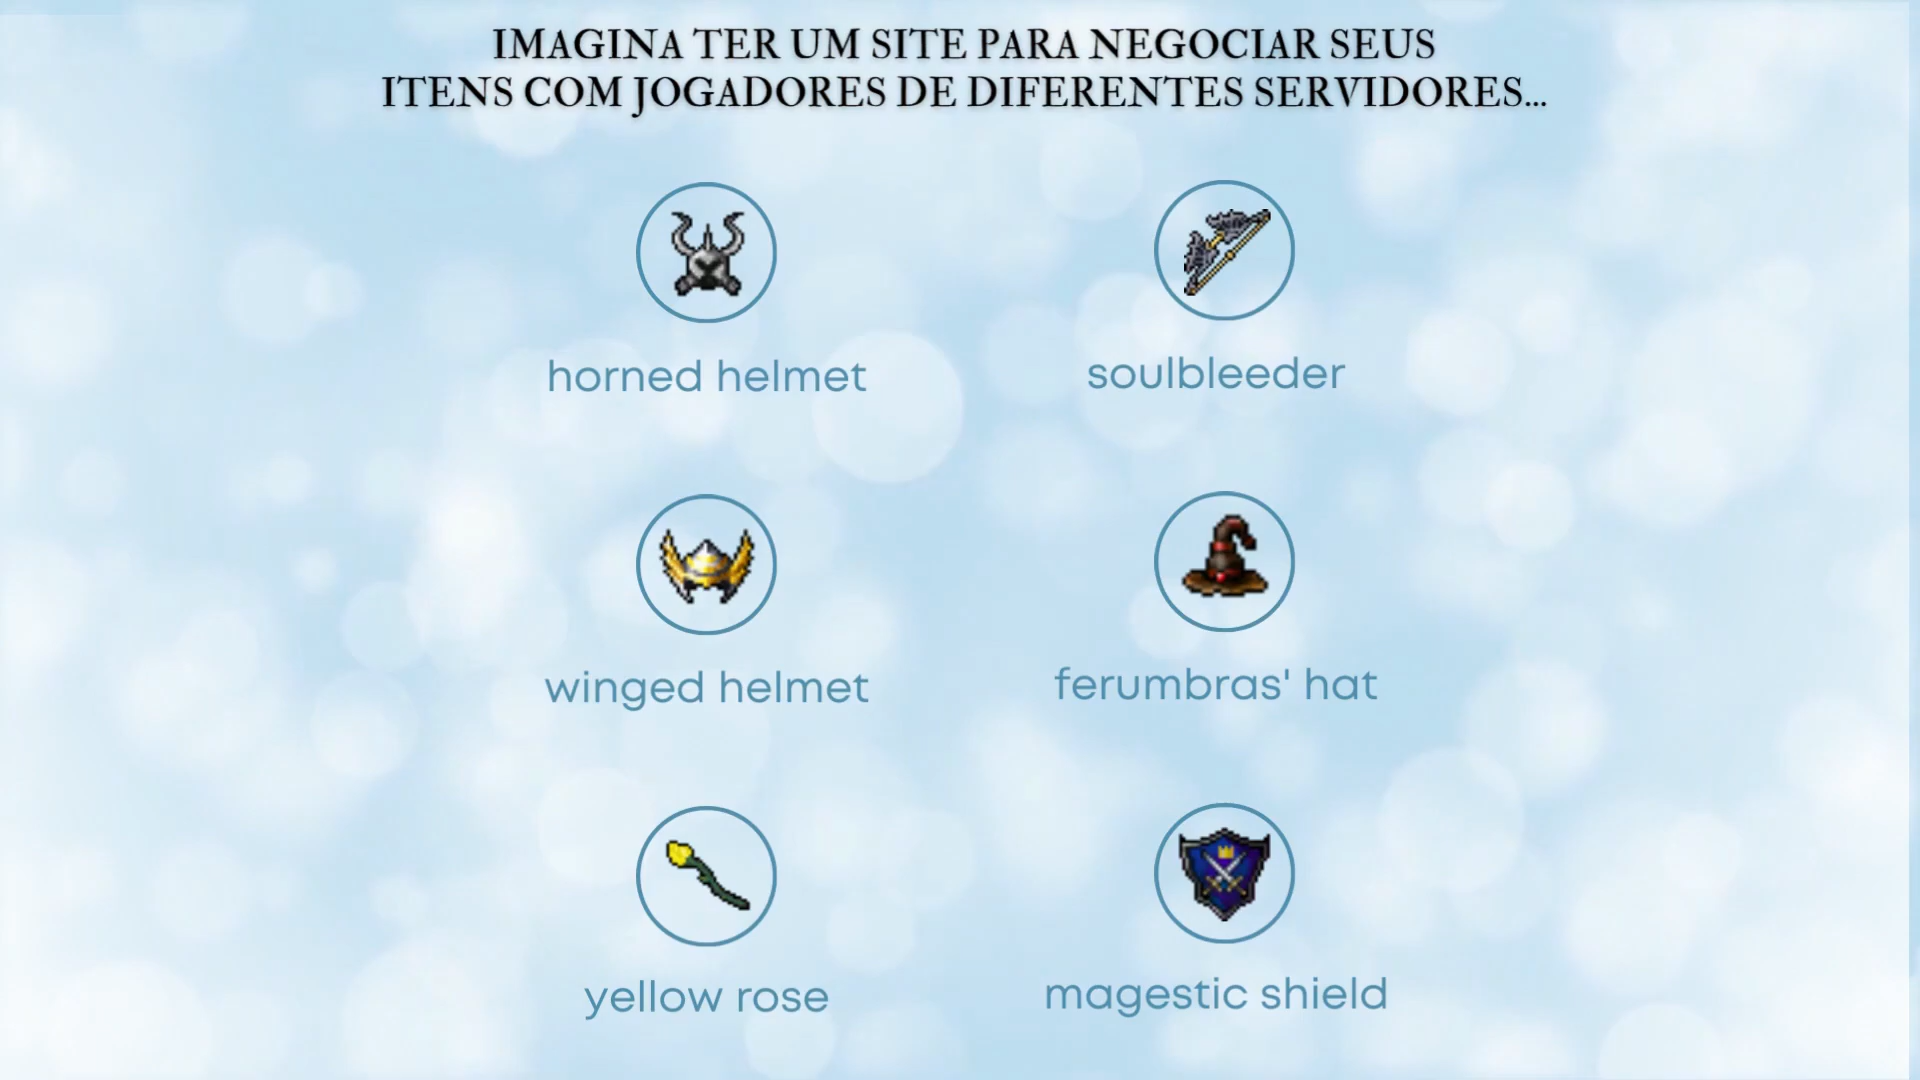 IMAGINA TER UM SITE PARA NEGOCIAR SEUS
ITENS COM JOGADORES DE DIFERENTES SERVIDORES...
horned helmet
soulbleeder
winged helmet
ferumbras' hat
yellow rose
magestic shield